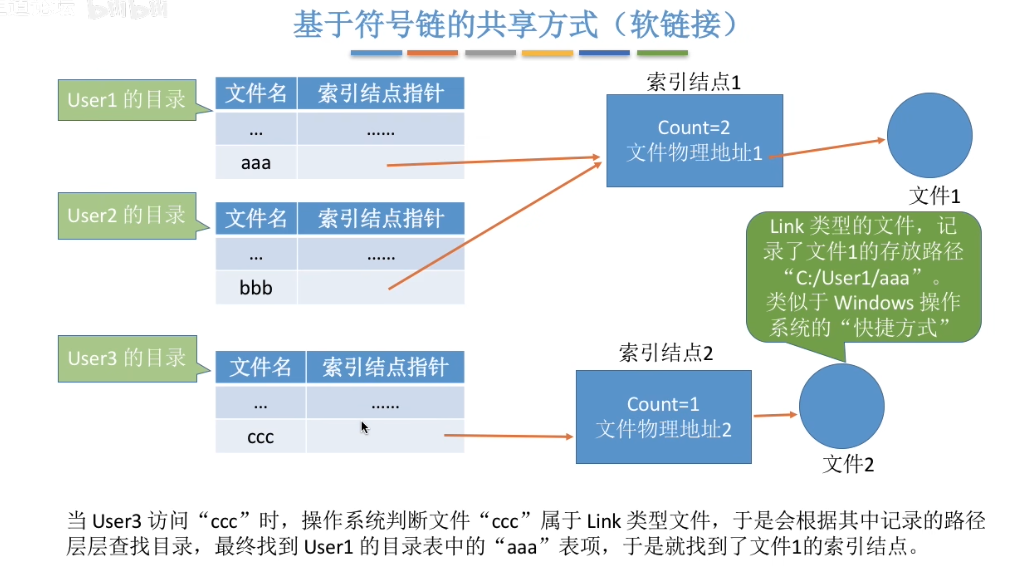 基于符号链的共享方式（软链接）
User1 的目录
文件名 索引结点指针
... ......
aaa
User2 的目录
文件名 索引结点指针
... ......
bbb
User3 的目录
文件名 索引结点指针
... ......
ccc
索引结点1
Count=2
文件物理地址1
文件1
Link 类型的文件，记
录了文件1的存放路径
“C:/User1/aaa”。
类似于 Windows 操作
系统的“快捷方式”
索引结点2
Count=1
文件物理地址2
文件2
当 User3 访问“ccc”时，操作系统判断文件“ccc”属于 Link 类型文件，于是会根据其中记录的路径
层层查找目录，最终找到 User1 的目录表中的“aaa”表项，于是就找到了文件1的索引结点。